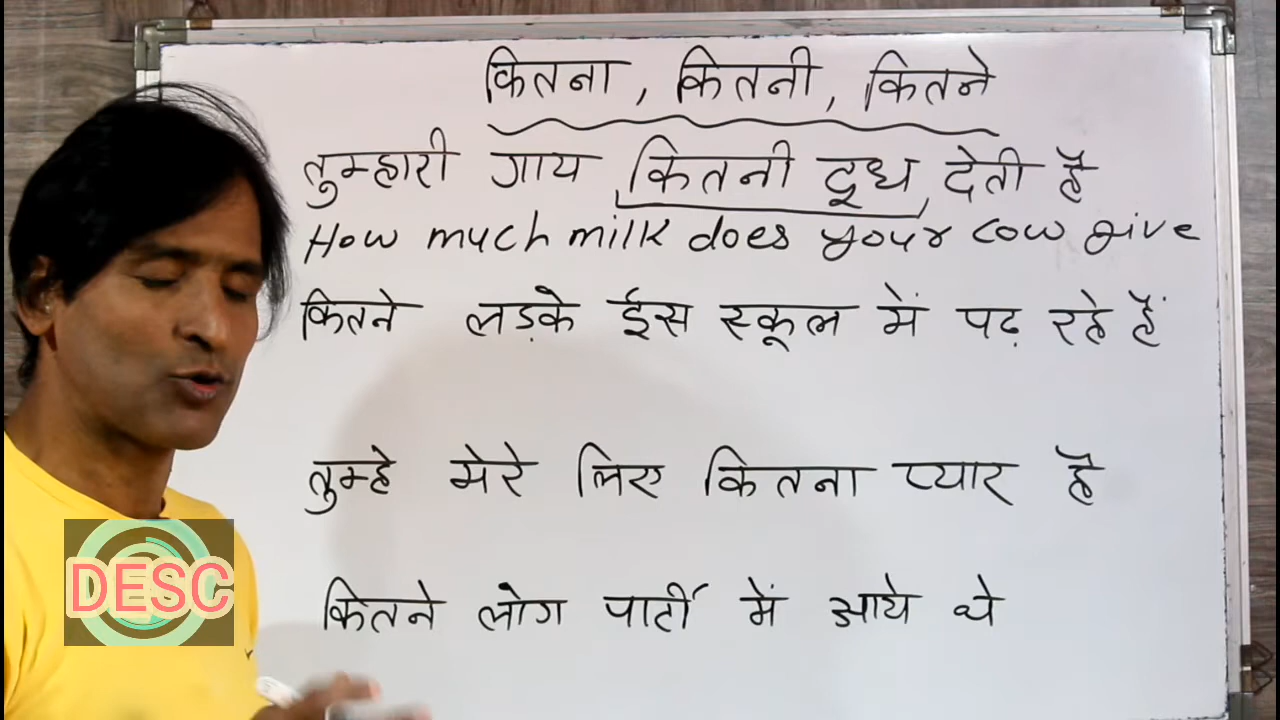 कितना, कितनी, कितने
तुम्हारी गाय कितनी दूध देती है
How much milk does your cow give
कितने लड़के ईस स्कूल में पढ़ रहे हैं
तुम्हे मेरे लिए कितना प्यार है
कितने लोग पार्टी में आये थे
DESC